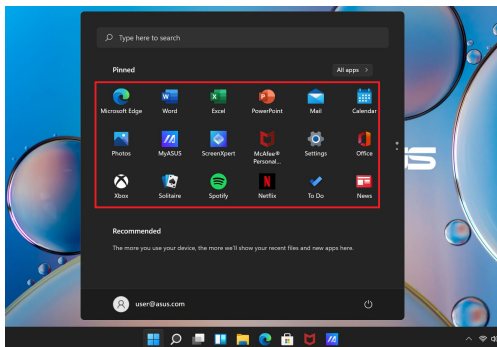 Type here to search
Pinned
All apps >
Microsoft Edge
Word
Excel
PowerPoint
Mail
Calendar
Photos
MyASUS
ScreenXpert
McAfee®
Personal...
Settings
Office
Xbox
Solitaire
Spotify
Netflix
To Do
News
Recommended
The more you use your device, the more we'll show your recent files and new apps here.
user@asus.com